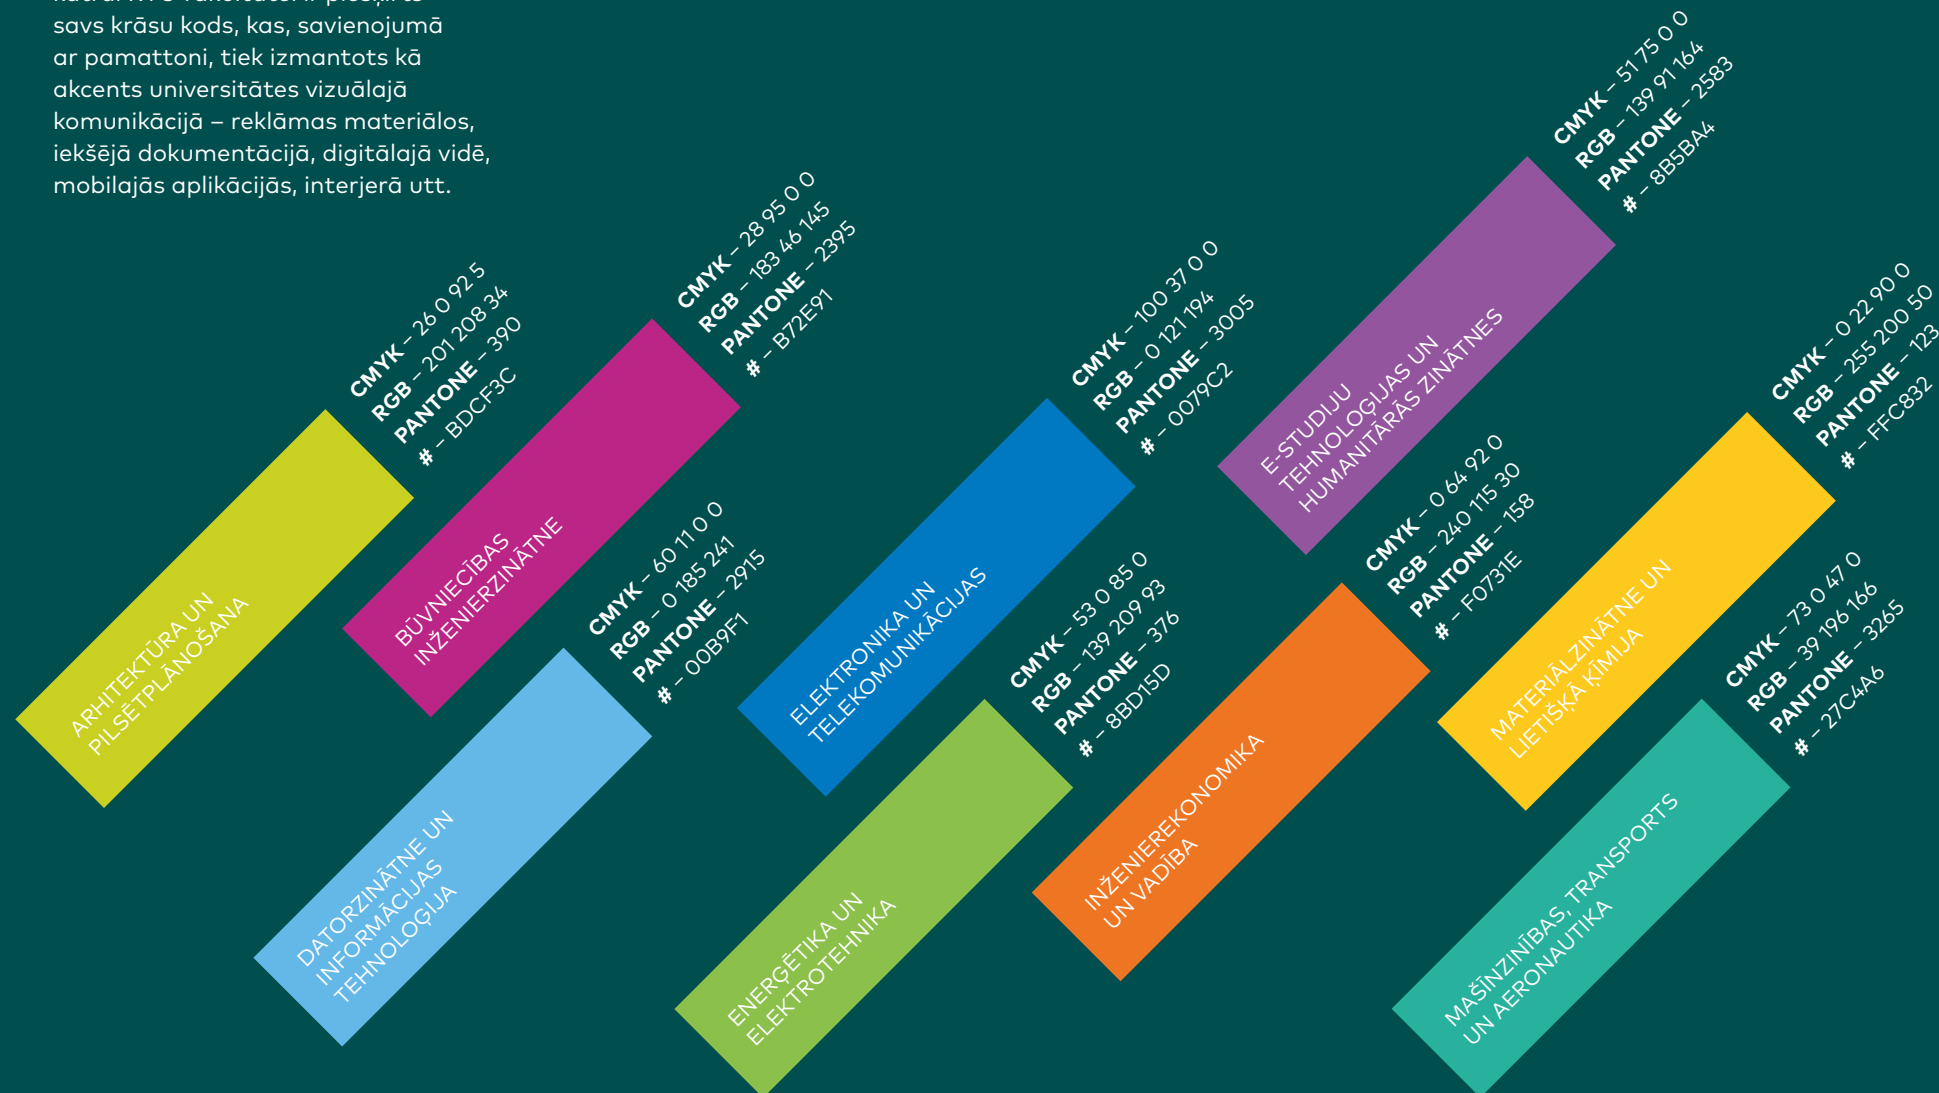 savs krāsu kods, kas, savienojumā
ar pamattoni, tiek izmantots kā
akcents universitātes vizuālajā
komunikācijā – reklāmas materiālos,
iekšējā dokumentācijā, digitālajā vidē,
mobilajās aplikācijās, interjerā utt.
CMYK – 26 0 92 5
RGB – 201 208 34
PANTONE – 390
# – BDCF3C
ARHITEKTŪRA UN
PILSĒTPLĀNOŠANA
CMYK – 28 95 0 0
RGB – 183 46 145
PANTONE – 2395
# – B72E91
BŪVNIECĪBAS
INŽENIERZINĀTNE
CMYK – 60 11 0 0
RGB – 0 185 241
PANTONE – 2915
# – 00B9F1
DATORZINĀTNE UN
INFORMĀCIJAS
TEHNOLOĢIJA
CMYK – 100 37 0 0
RGB – 0 121 194
PANTONE – 3005
# – 0079C2
ELEKTRONIKA UN
TELEKOMUNIKĀCIJAS
CMYK – 53 0 85 0
RGB – 139 209 93
PANTONE – 376
# – 8BD15D
ENERĢĒTIKA UN
ELEKTROTEHNIKA
CMYK – 51 75 0 0
RGB – 139 91 164
PANTONE – 2583
# – 8B5BA4
E-STUDIJU
TEHNOLOĢIJAS UN
HUMANITĀRĀS ZINĀTNES
CMYK – 0 64 92 0
RGB – 240 115 30
PANTONE – 158
# – F0731E
INŽENIEREKONOMIKA
UN VADĪBA
CMYK – 0 22 90 0
RGB – 255 200 50
PANTONE – 123
# – FFC832
MATERIĀLZINĀTNE UN
LIETIŠĶĀ ĶĪMIJA
CMYK – 73 0 47 0
RGB – 39 196 166
PANTONE – 3265
# – 27C4A6
MAŠĪNZINĪBAS, TRANSPORTS
UN AERONAUTIKA